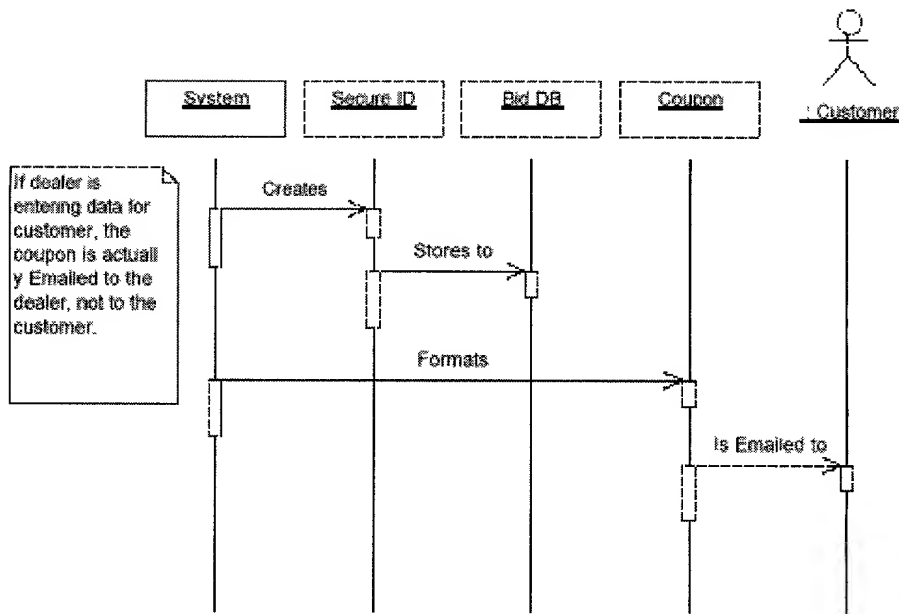 System
Secure ID
Bid DB
Coupon
: Customer
If dealer is
entering data for
customer, the
coupon is actuall
y Emailed to the
dealer, not to the
customer.
Creates
Stores to
Formats
Is Emailed to